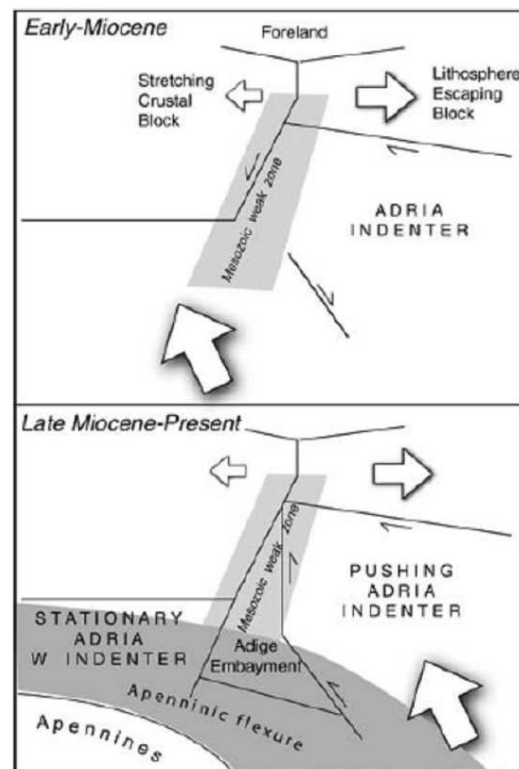 Early-Miocene
Foreland
Stretching
Crustal
Block
Lithosphere
Escaping
Block
Mesozoic weak zone
ADRIA
INDENTER
Late Miocene-Present
Mesozoic weak zone
PUSHING
ADRIA
INDENTER
STATIONARY
ADRIA
W INDENTER
Adige
Embayment
Apenninic flexure
Apennines